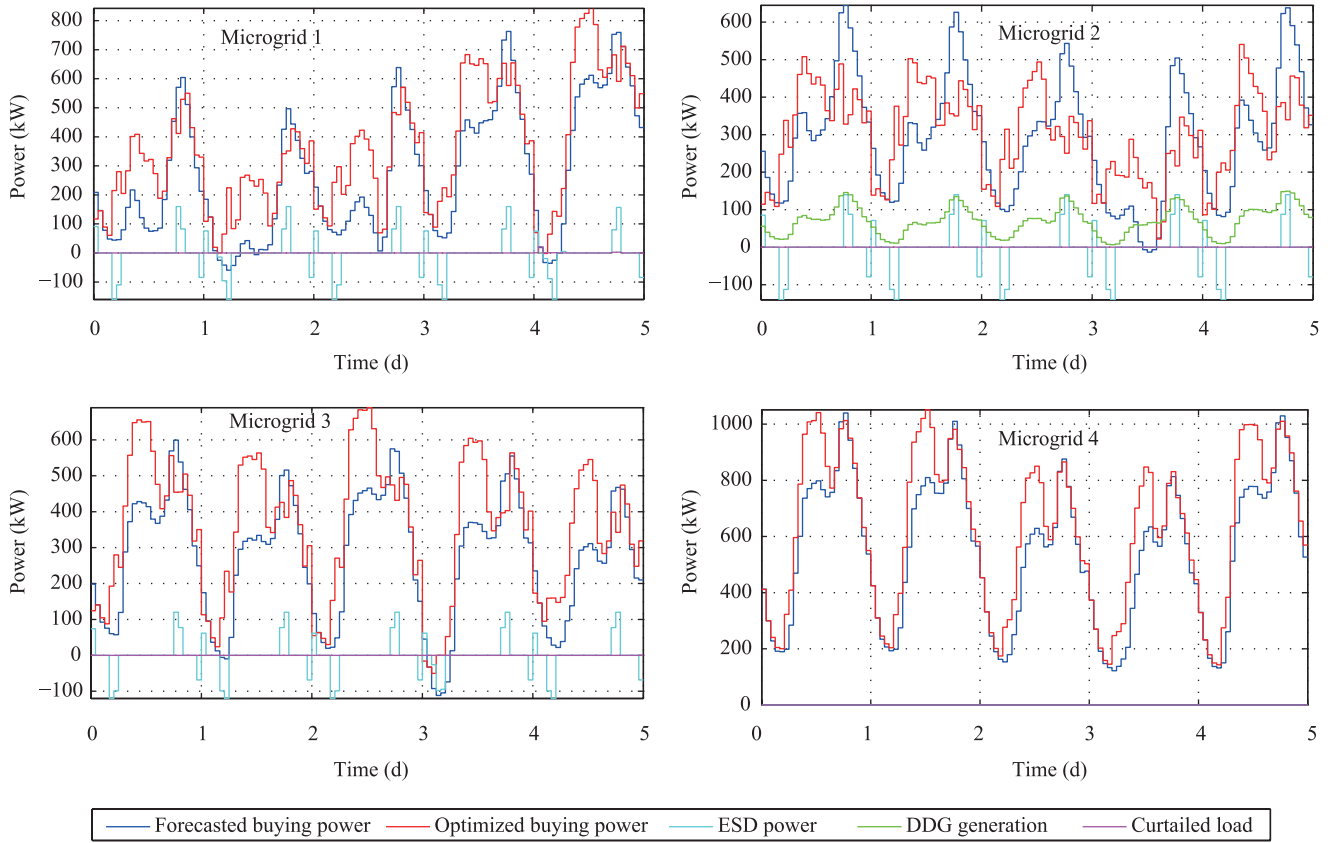 Microgrid 1
Power (kW)
800
700
600
500
400
300
200
100
0
−100
0 1 2 3 4 5
Time (d)
Microgrid 2
Power (kW)
600
500
400
300
200
100
0
−100
0 1 2 3 4 5
Time (d)
Microgrid 3
Power (kW)
600
500
400
300
200
100
0
−100
0 1 2 3 4 5
Time (d)
Microgrid 4
Power (kW)
1000
800
600
400
200
0
0 1 2 3 4 5
Time (d)
Forecasted buying power Optimized buying power ESD power DDG generation Curtailed load